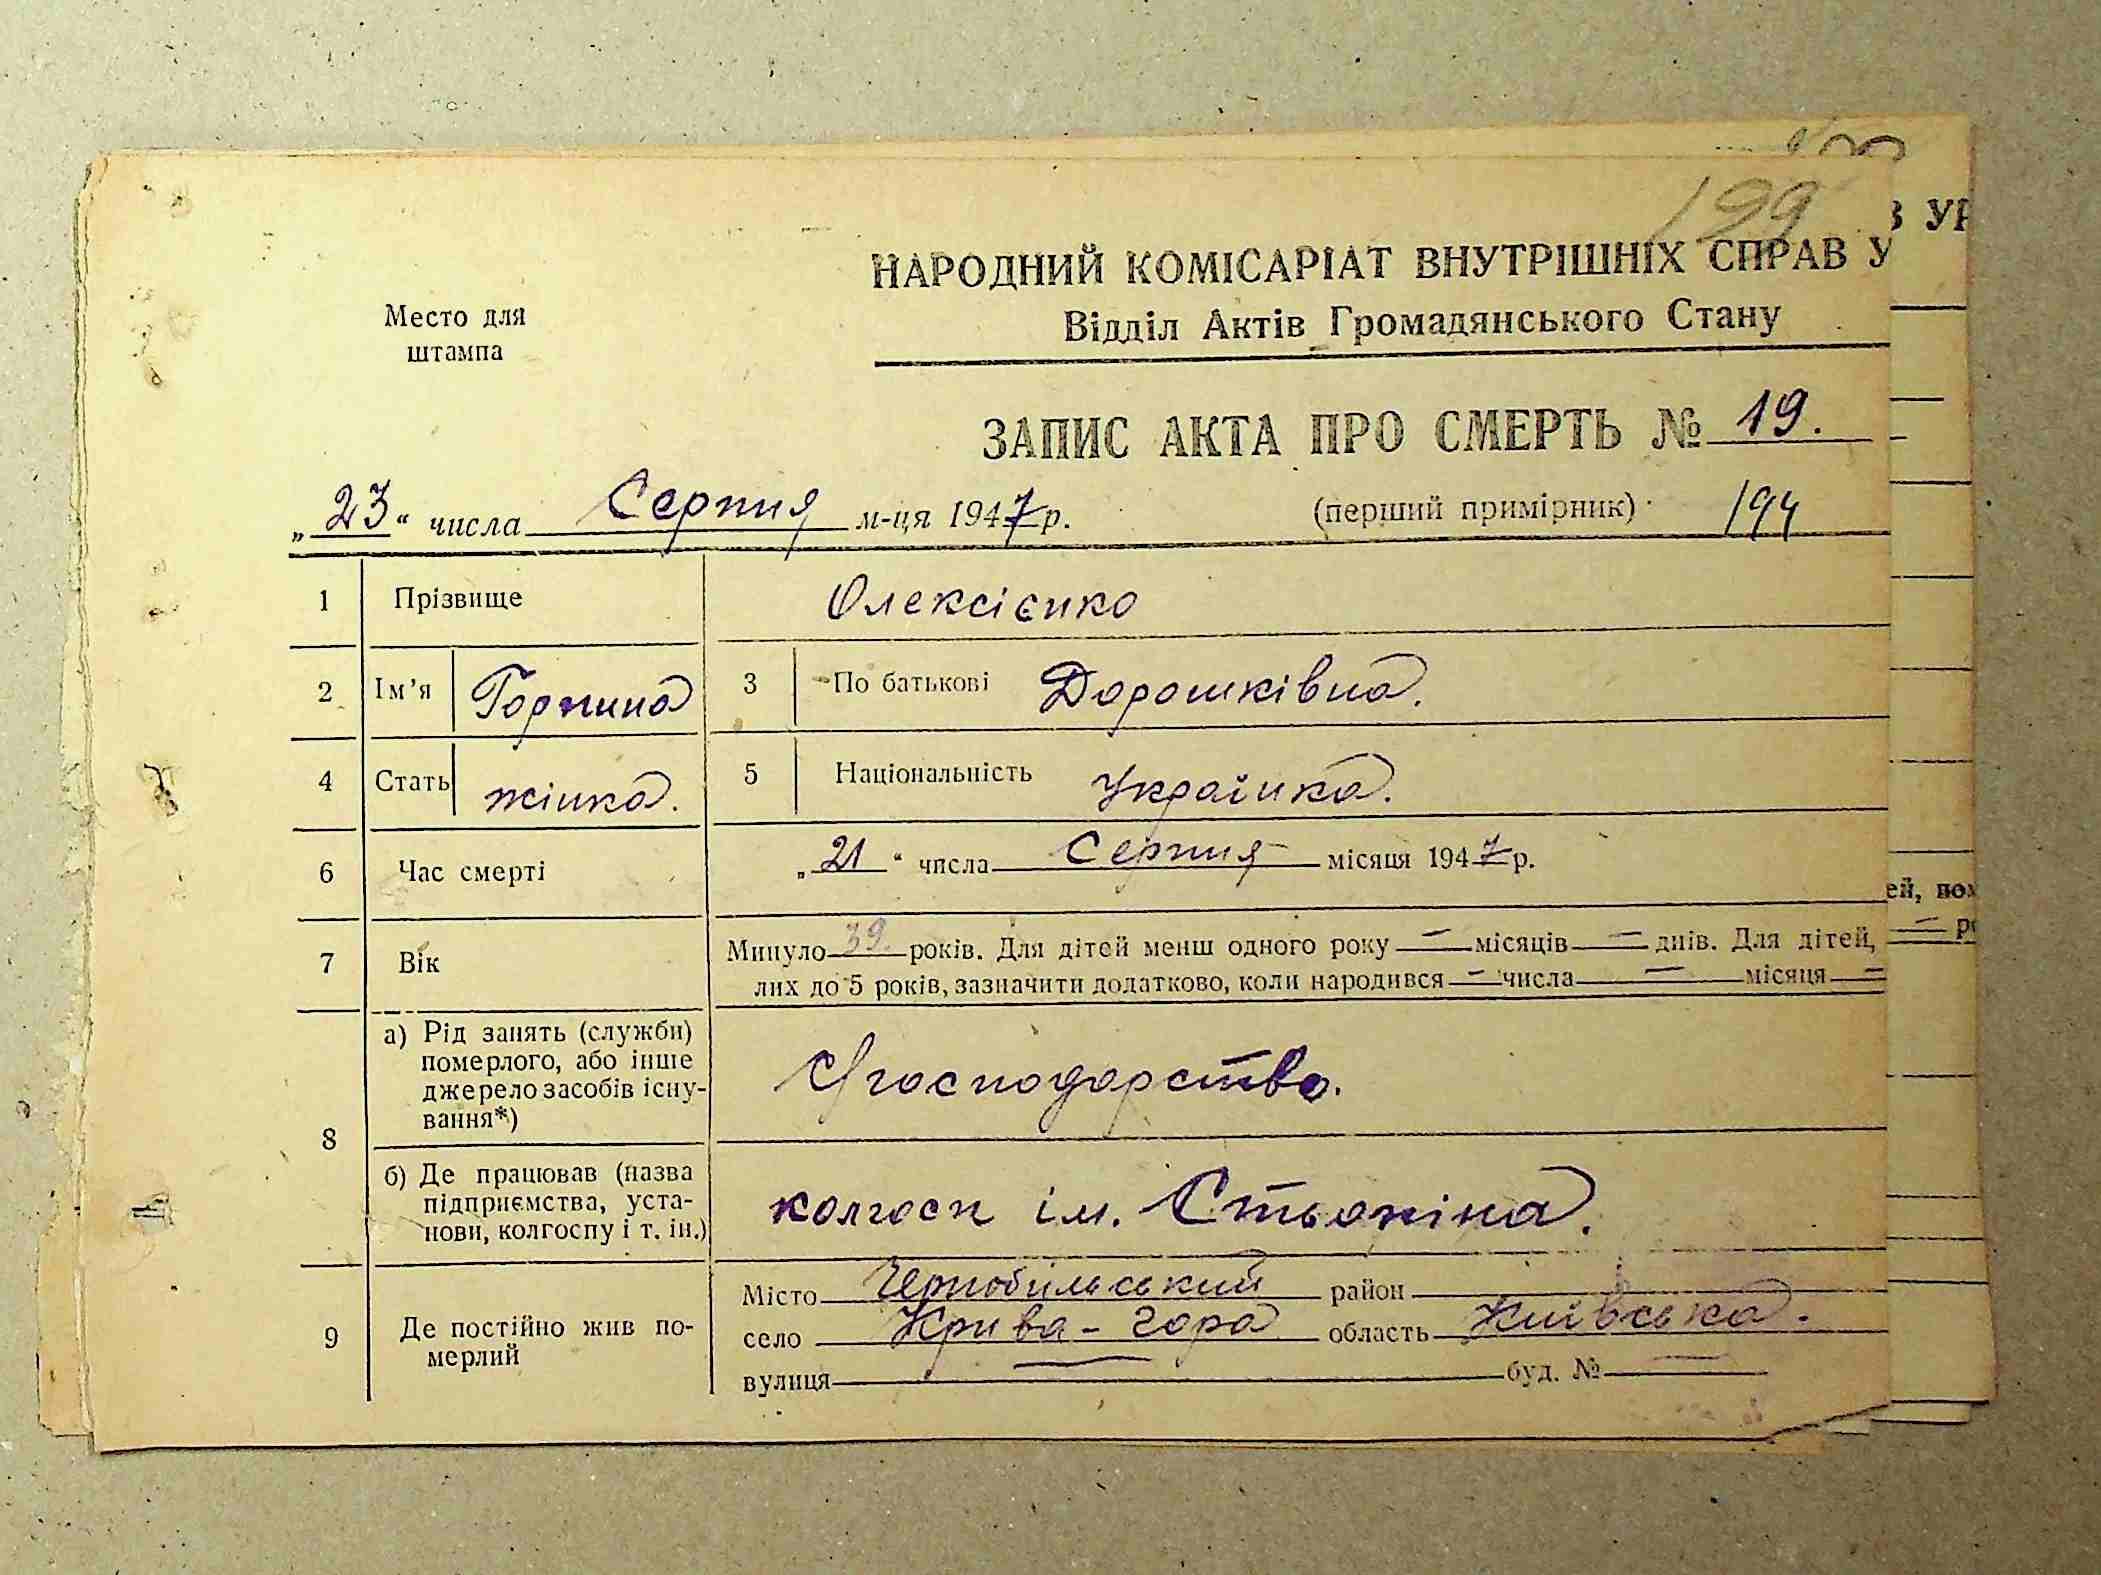 199
НАРОДНИЙ КОМІСАРІАТ ВНУТРІШНІХ СПРАВ У
В УР
Место для
штампа
Відділ Актів Громадянського Стану
ЗАПИС АКТА ПРО СМЕРТЬ № 19.
„23“ числа Серпня м-ця 1947 р. (перший примірник) 194
1 Прізвище Олексієнко
2 Ім'я 3 По батькові Дорошківна.
4 Стать жінка. 5 Національність Українка.
6 Час смерті „21“ числа Серпня місяця 1947 р.
7 Вік Минуло 39 років. Для дітей менш одного року — місяців — днів. Для дітей,
лих до 5 років, зазначити додатково, коли народився — числа — місяця —
ей, пом
— ро
8 а) Рід занять (служби)
померлого, або інше
джерело засобів існу-
вання*)
С/господарство.
б) Де працював (назва
підприємства, уста-
нови, колгоспу і т. ін.)
колгосп ім.
9 Де постійно жив по-
мерлий
Місто Чернобильський район
село Крива-гора область Київська.
вулиця — буд. № —